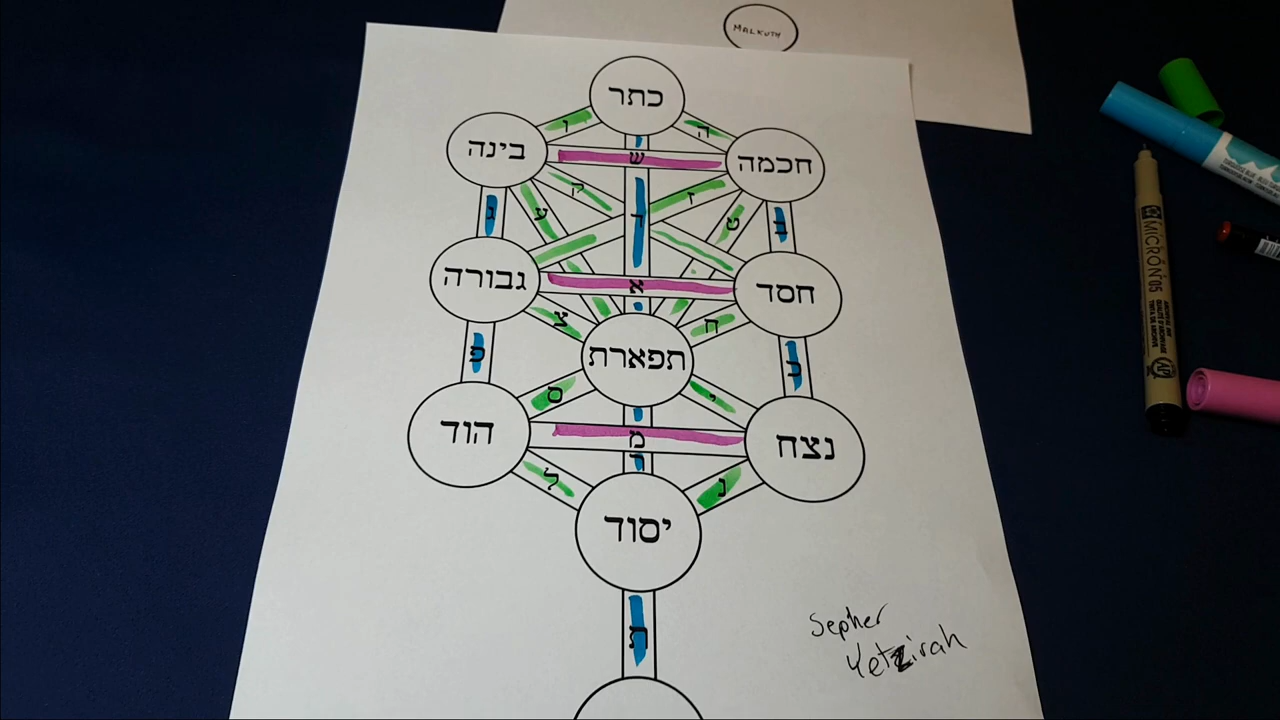 MALKUTH
כתר
ו
ה
בינה
ש
חכמה
ק
ז
ע
ד
ט
ג
ב
גבורה
א
חסד
צ
ח
פ
תפארת
כ
ס
י
הוד
מ
נצח
ר
ל
נ
יסוד
ת
Sepher
Yetzirah
MICRON 05